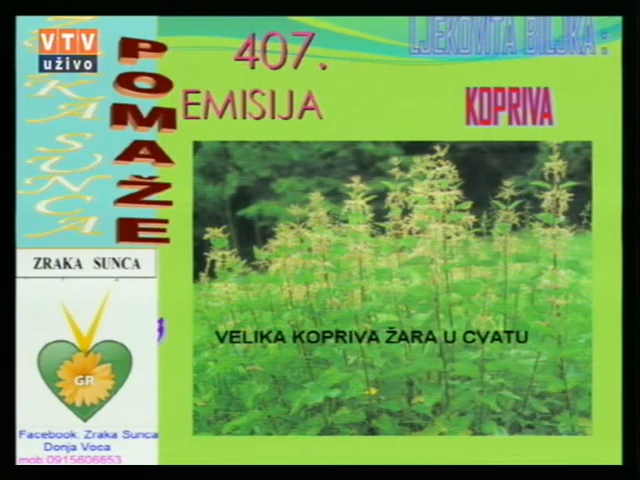 VTV
uživo
ZRAKA SUNCA
POMAŽE
407.
EMISIJA
LJEKOVITA BILJKA :
KOPRIVA
VELIKA KOPRIVA ŽARA U CVATU
ZRAKA SUNCA
GR
Facebook: Zraka Sunca
Donja Voca
mob:0915606653